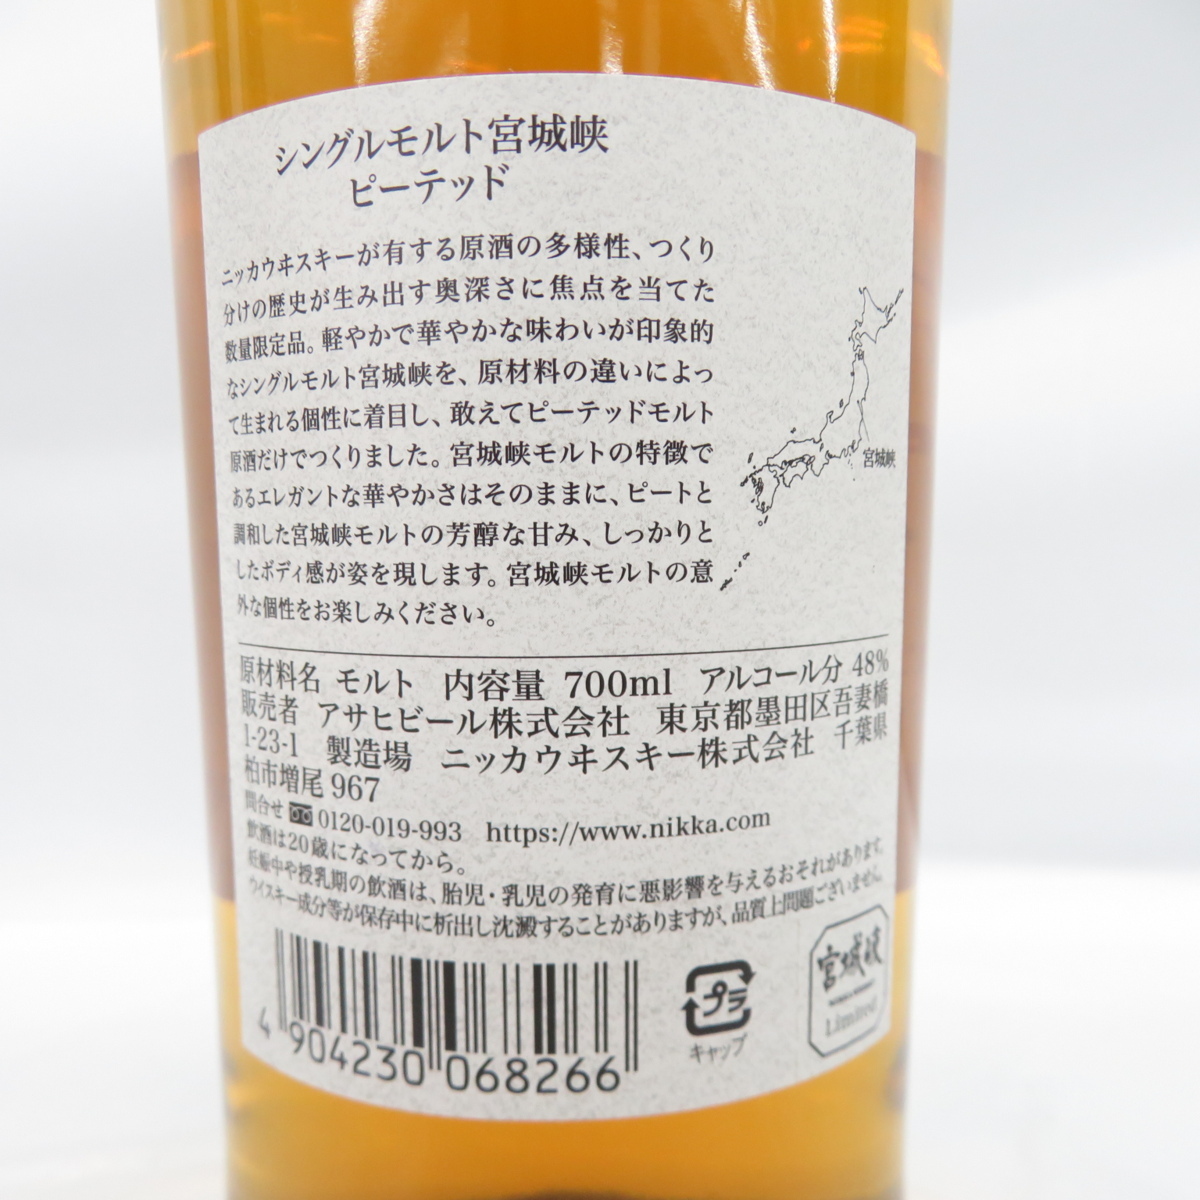 シングルモルト宮城峡
ピーテッド
ニッカウヰスキーが有する原酒の多様性、つくり
分けの歴史が生み出す奥深さに焦点を当てた
数量限定品。軽やかで華やかな味わいが印象的
なシングルモルト宮城峡を、原材料の違いによっ
て生まれる個性に着目し、敢えてピーテッドモルト
原酒だけでつくりました。宮城峡モルトの特徴で
あるエレガントな華やかさはそのままに、ピートと
調和した宮城峡モルトの芳醇な甘み、しっかりと
したボディ感が姿を現します。宮城峡モルトの意
外な個性をお楽しみください。
宮城峡
原材料名 モルト 内容量 700ml アルコール分 48%
販売者 アサヒビール株式会社 東京都墨田区吾妻橋
1-23-1 製造場 ニッカウヰスキー株式会社 千葉県
柏市増尾 967
問合せ 0120-019-993 https://www.nikka.com
飲酒は20歳になってから。
妊娠中や授乳期の飲酒は、胎児・乳児の発育に悪影響を与えるおそれがあります。
ウイスキー成分等が保存中に析出し沈澱することがありますが、品質上問題ございません。
4 904230 068266
プラ
キャップ
宮城峡
Limited